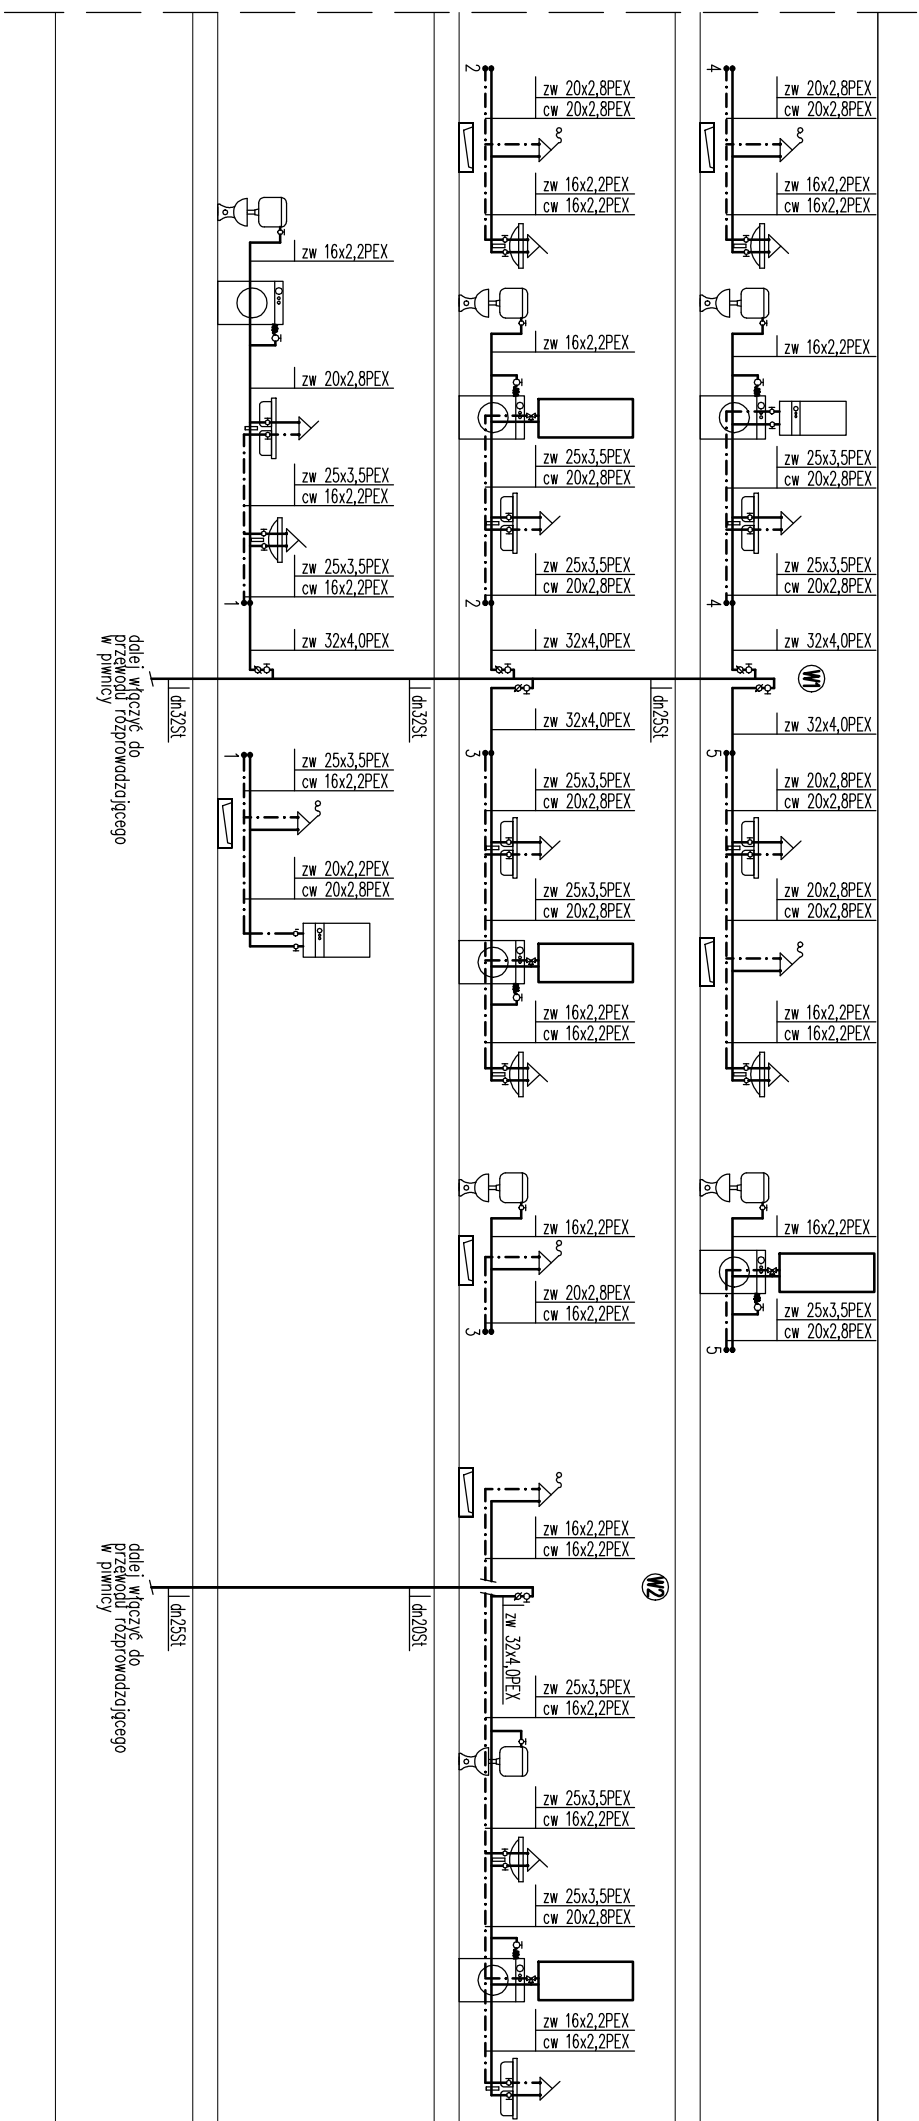 4
zw 20x2,8PEX
cw 20x2,8PEX
zw 16x2,2PEX
cw 16x2,2PEX
zw 16x2,2PEX
zw 25x3,5PEX
cw 20x2,8PEX
zw 25x3,5PEX
cw 20x2,8PEX
4
zw 32x4,0PEX
W1
zw 32x4,0PEX
5
zw 20x2,8PEX
cw 20x2,8PEX
zw 20x2,8PEX
cw 20x2,8PEX
zw 16x2,2PEX
cw 16x2,2PEX
zw 16x2,2PEX
zw 25x3,5PEX
cw 20x2,8PEX
5
dn25St
2
zw 20x2,8PEX
cw 20x2,8PEX
zw 16x2,2PEX
cw 16x2,2PEX
zw 16x2,2PEX
zw 25x3,5PEX
cw 20x2,8PEX
zw 25x3,5PEX
cw 20x2,8PEX
2
zw 32x4,0PEX
zw 32x4,0PEX
3
zw 25x3,5PEX
cw 20x2,8PEX
zw 25x3,5PEX
cw 20x2,8PEX
zw 16x2,2PEX
cw 16x2,2PEX
zw 16x2,2PEX
zw 20x2,8PEX
cw 16x2,2PEX
3
zw 16x2,2PEX
cw 16x2,2PEX
W2
zw 32x4,0PEX
zw 25x3,5PEX
cw 16x2,2PEX
zw 25x3,5PEX
cw 16x2,2PEX
zw 25x3,5PEX
cw 20x2,8PEX
zw 16x2,2PEX
cw 16x2,2PEX
dn32St
dn20St
zw 16x2,2PEX
zw 20x2,8PEX
zw 25x3,5PEX
cw 16x2,2PEX
zw 25x3,5PEX
cw 16x2,2PEX
1
zw 32x4,0PEX
1
zw 25x3,5PEX
cw 16x2,2PEX
zw 20x2,2PEX
cw 20x2,8PEX
dn32St
dn25St
dalej włączyć do
przewodu rozprowadzającego
w piwnicy
dalej włączyć do
przewodu rozprowadzającego
w piwnicy